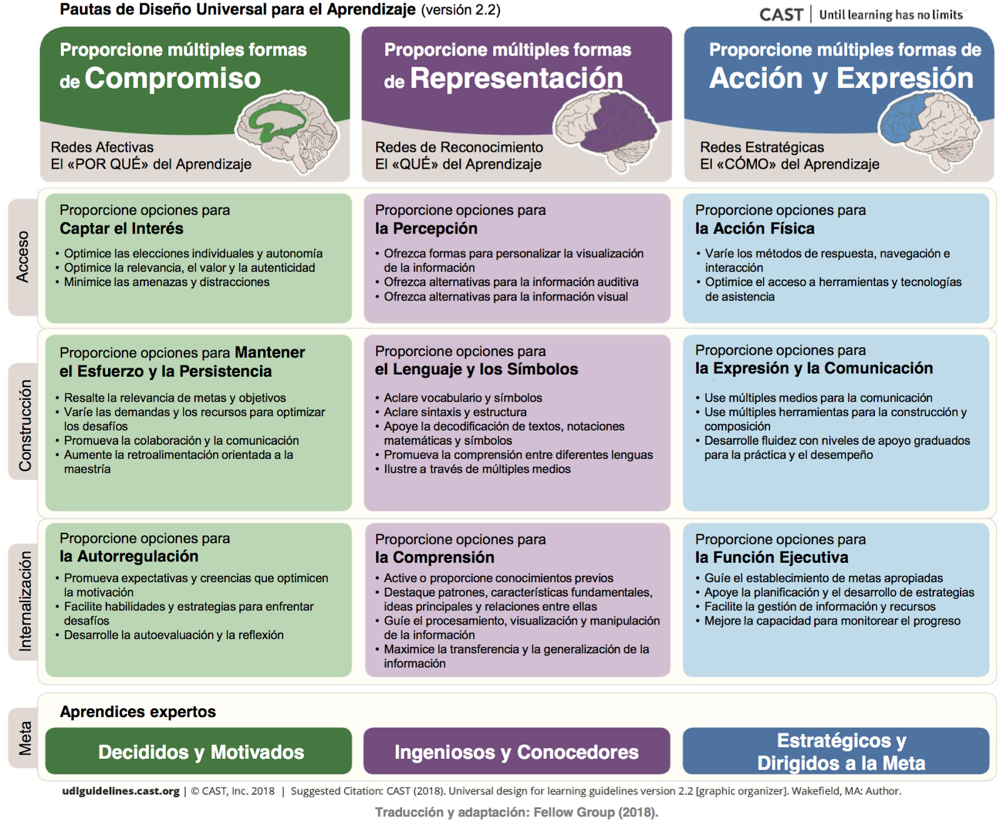 Pautas de Diseño Universal para el Aprendizaje (versión 2.2)
CAST | Until learning has no limits
Proporcione múltiples formas
de Compromiso
Redes Afectivas
El «POR QUÉ» del Aprendizaje
Proporcione múltiples formas
de Representación
Redes de Reconocimiento
El «QUÉ» del Aprendizaje
Proporcione múltiples formas de
Acción y Expresión
Redes Estratégicas
El «CÓMO» del Aprendizaje
Acceso
Proporcione opciones para
Captar el Interés
• Optimice las elecciones individuales y autonomía
• Optimice la relevancia, el valor y la autenticidad
• Minimice las amenazas y distracciones
Proporcione opciones para
la Percepción
• Ofrezca formas para personalizar la visualización
de la información
• Ofrezca alternativas para la información auditiva
• Ofrezca alternativas para la información visual
Proporcione opciones para
la Acción Física
• Varíe los métodos de respuesta, navegación e
interacción
• Optimice el acceso a herramientas y tecnologías
de asistencia
Construcción
Proporcione opciones para Mantener
el Esfuerzo y la Persistencia
• Resalte la relevancia de metas y objetivos
• Varíe las demandas y los recursos para optimizar
los desafíos
• Promueva la colaboración y la comunicación
• Aumente la retroalimentación orientada a la
maestría
Proporcione opciones para
el Lenguaje y los Símbolos
• Aclare vocabulario y símbolos
• Aclare sintaxis y estructura
• Apoye la decodificación de textos, notaciones
matemáticas y símbolos
• Promueva la comprensión entre diferentes lenguas
• Ilustre a través de múltiples medios
Proporcione opciones para
la Expresión y la Comunicación
• Use múltiples medios para la comunicación
• Use múltiples herramientas para la construcción y
composición
• Desarrolle fluidez con niveles de apoyo graduados
para la práctica y el desempeño
Internalización
Proporcione opciones para
la Autorregulación
• Promueva expectativas y creencias que optimicen
la motivación
• Facilite habilidades y estrategias para enfrentar
desafíos
• Desarrolle la autoevaluación y la reflexión
Proporcione opciones para
la Comprensión
• Active o proporcione conocimientos previos
• Destaque patrones, características fundamentales,
ideas principales y relaciones entre ellas
• Guíe el procesamiento, visualización y manipulación
de la información
• Maximice la transferencia y la generalización de la
información
Proporcione opciones para
la Función Ejecutiva
• Guíe el establecimiento de metas apropiadas
• Apoye la planificación y el desarrollo de estrategias
• Facilite la gestión de información y recursos
• Mejore la capacidad para monitorear el progreso
Meta
Aprendices expertos
Decididos y Motivados
Ingeniosos y Conocedores
Estratégicos y
Dirigidos a la Meta
udlguidelines.cast.org | © CAST, Inc. 2018 | Suggested Citation: CAST (2018). Universal design for learning guidelines version 2.2 [graphic organizer]. Wakefield, MA: Author.
Traducción y adaptación: Fellow Group (2018).